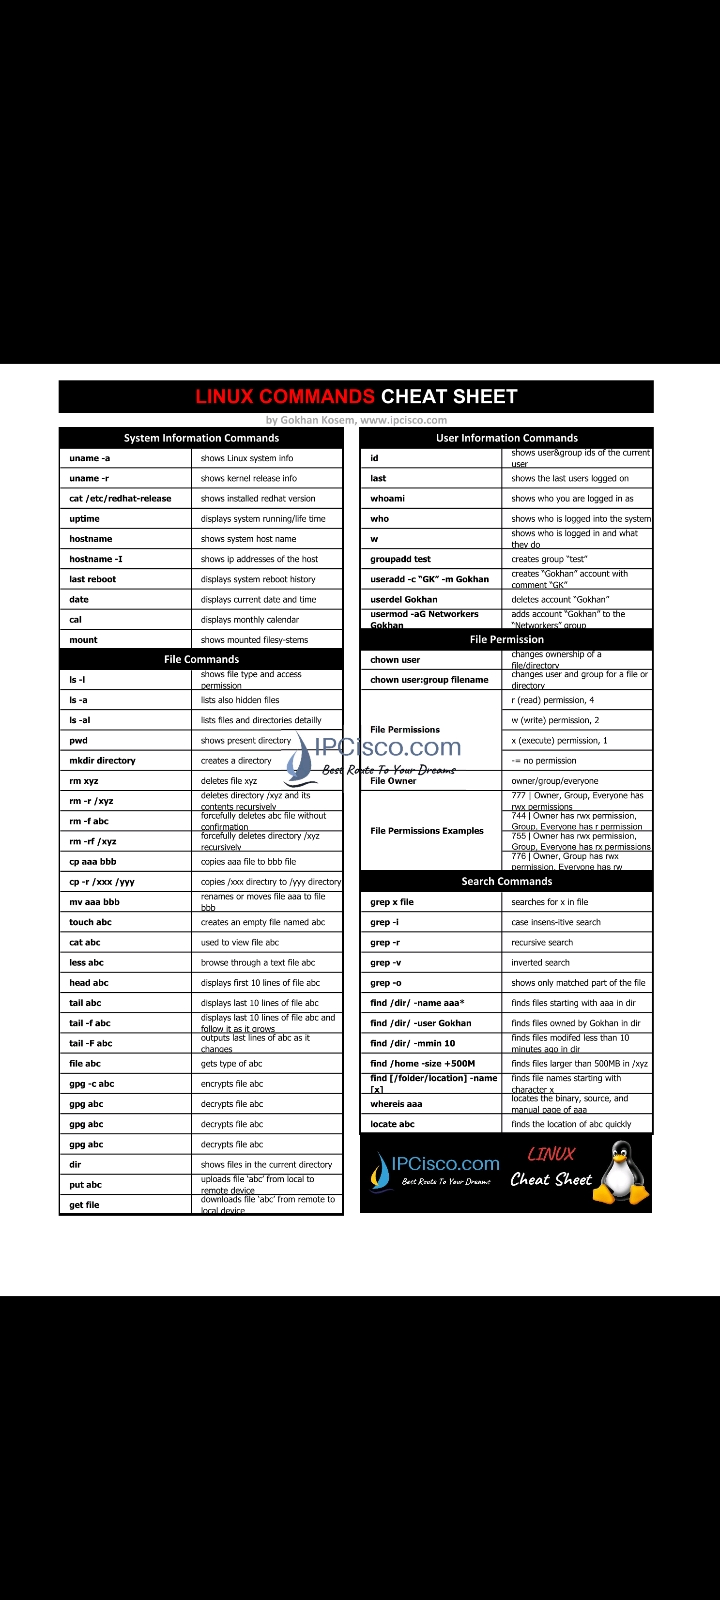 LINUX COMMANDS CHEAT SHEET
by Gokhan Kosem, www.ipcisco.com
System Information Commands
uname -a shows Linux system info
uname -r shows kernel release info
cat /etc/redhat-release shows installed redhat version
uptime displays system running/life time
hostname shows system host name
hostname -I shows ip addresses of the host
last reboot displays system reboot history
date displays current date and time
cal displays monthly calendar
mount shows mounted filesy-stems
File Commands
ls -l shows file type and access
permission
ls -a lists also hidden files
ls -al lists files and directories detailly
pwd shows present directory
mkdir directory creates a directory
rm xyz deletes file xyz
rm -r /xyz deletes directory /xyz and its
contents recursively
rm -f abc forcefully deletes abc file without
confirmation
rm -rf /xyz forcefully deletes directory /xyz
recursively
cp aaa bbb copies aaa file to bbb file
cp -r /xxx /yyy copies /xxx directıry to /yyy directory
mv aaa bbb renames or moves file aaa to file
bbb
touch abc creates an empty file named abc
cat abc used to view file abc
less abc browse through a text file abc
head abc displays first 10 lines of file abc
tail abc displays last 10 lines of file abc
tail -f abc displays last 10 lines of file abc and
follow it as it grows
tail -F abc outputs last lines of abc as it
changes
file abc gets type of abc
gpg -c abc encrypts file abc
gpg abc decrypts file abc
gpg abc decrypts file abc
gpg abc decrypts file abc
dir shows files in the current directory
put abc uploads file ‘abc’ from local to
remote device
get file downloads file ‘abc’ from remote to
local device
User Information Commands
id shows user&group ids of the current
user
last shows the last users logged on
whoami shows who you are logged in as
who shows who is logged into the system
w shows who is logged in and what
they do
groupadd test creates group “test”
useradd -c “GK” -m Gokhan creates “Gokhan” account with
comment “GK”
userdel Gokhan deletes account “Gokhan”
usermod -aG Networkers
Gokhan adds account “Gokhan” to the
“Networkers” group
File Permission
chown user changes ownership of a
file/directory
chown user:group filename changes user and group for a file or
directory
File Permissions
r (read) permission, 4
w (write) permission, 2
x (execute) permission, 1
-= no permission
File Owner owner/group/everyone
File Permissions Examples
777 | Owner, Group, Everyone has
rwx permissions
744 | Owner has rwx permission,
Group, Everyone has r permission
755 | Owner has rwx permission,
Group, Everyone has rx permissions
776 | Owner, Group has rwx
permission, Everyone has rw
Search Commands
grep x file searches for x in file
grep -i case insens-itive search
grep -r recursive search
grep -v inverted search
grep -o shows only matched part of the file
find /dir/ -name aaa* finds files starting with aaa in dir
find /dir/ -user Gokhan finds files owned by Gokhan in dir
find /dir/ -mmin 10 finds files modifed less than 10
minutes ago in dir
find /home -size +500M finds files larger than 500MB in /xyz
find [/folder/location] -name
[x] finds file names starting with
character x
whereis aaa locates the binary, source, and
manual page of aaa
locate abc finds the location of abc quickly
IPCisco.com
Best Route To Your Dreams
IPCisco.com
Best Route To Your Dreams
LINUX
Cheat Sheet